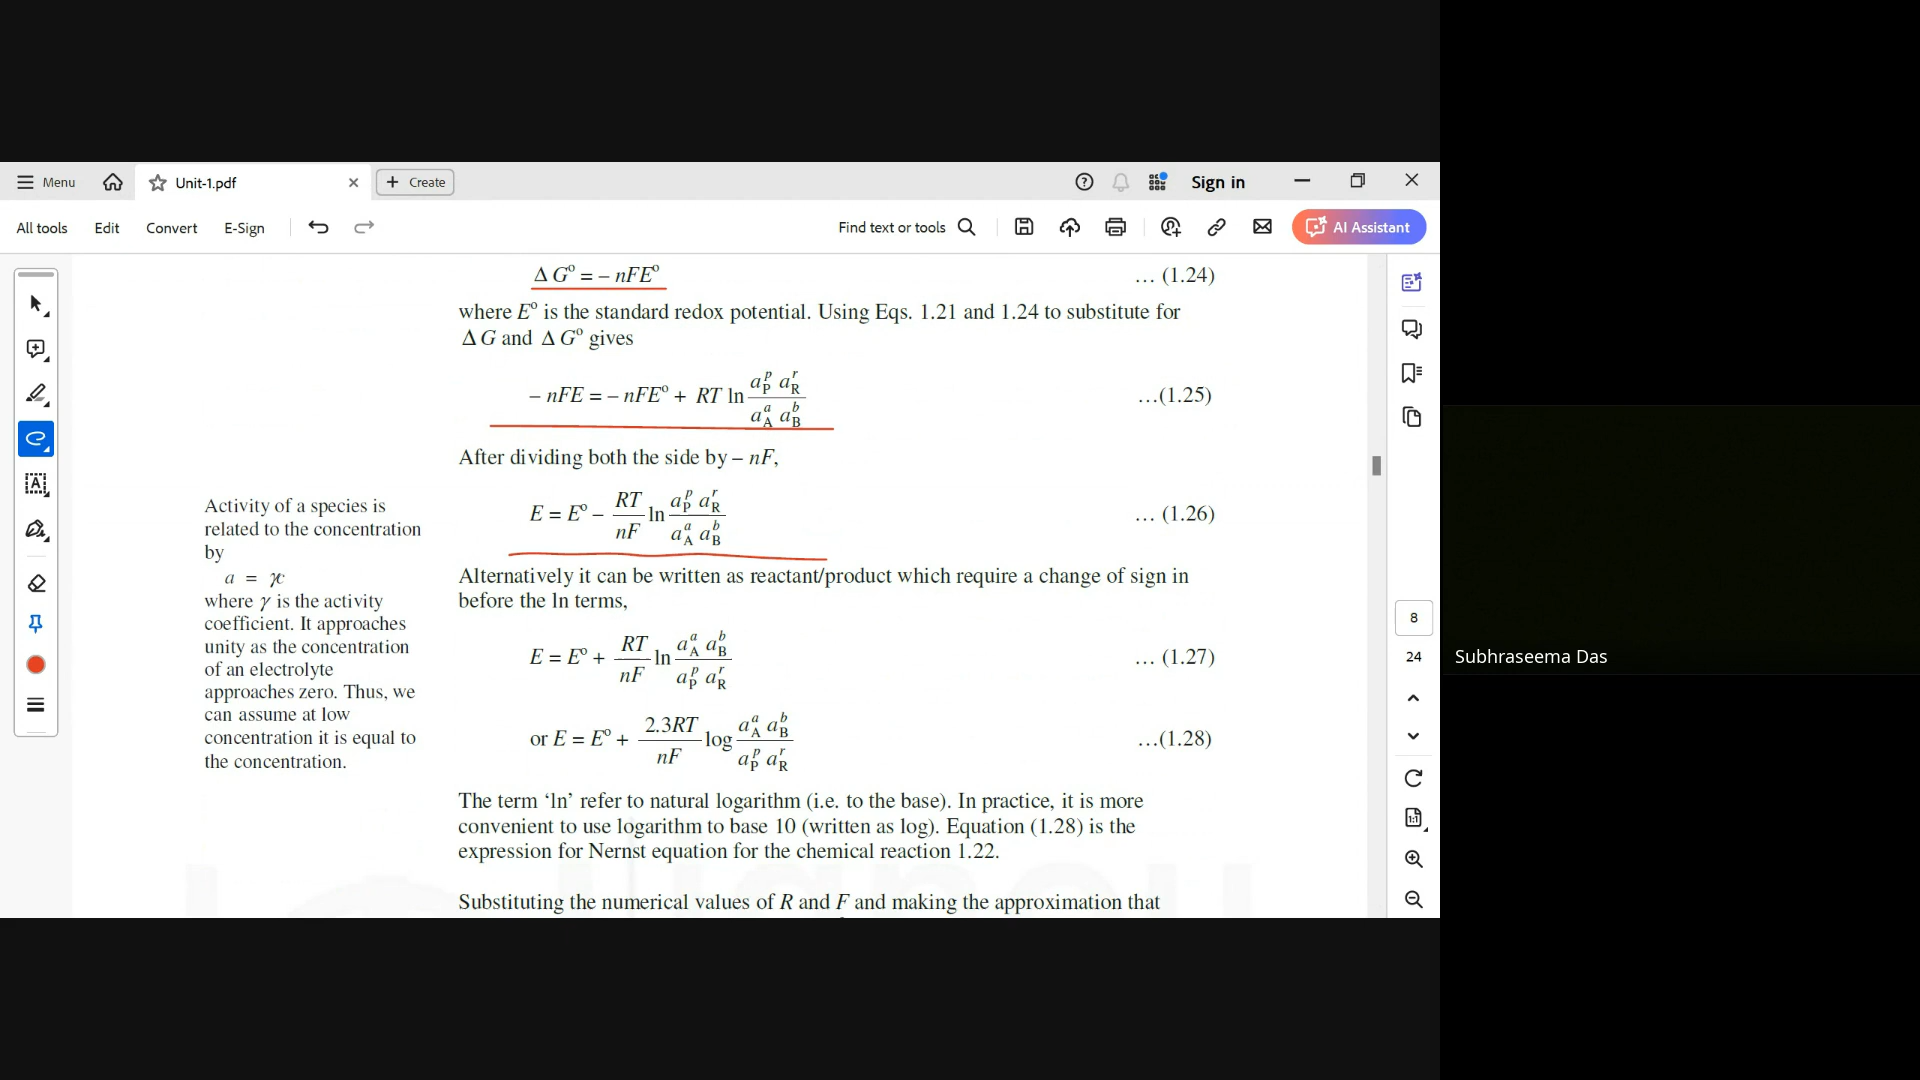 Menu
Unit-1.pdf
Create
Sign in
All tools Edit Convert E-Sign
Find text or tools
AI Assistant
Δ G° = – nFE° … (1.24)
where E° is the standard redox potential. Using Eqs. 1.21 and 1.24 to substitute for
Δ G and Δ G° gives
– nFE = – nFE° + RT ln a_P^p a_R^r / a_A^a a_B^b …(1.25)
After dividing both the side by – nF,
E = E° – RT/nF ln a_P^p a_R^r / a_A^a a_B^b … (1.26)
Alternatively it can be written as reactant/product which require a change of sign in
before the ln terms,
E = E° + RT/nF ln a_A^a a_B^b / a_P^p a_R^r … (1.27)
or E = E° + 2.3RT/nF log a_A^a a_B^b / a_P^p a_R^r …(1.28)
The term ‘ln’ refer to natural logarithm (i.e. to the base). In practice, it is more
convenient to use logarithm to base 10 (written as log). Equation (1.28) is the
expression for Nernst equation for the chemical reaction 1.22.
Substituting the numerical values of R and F and making the approximation that
Activity of a species is
related to the concentration
by
a = γc
where γ is the activity
coefficient. It approaches
unity as the concentration
of an electrolyte
approaches zero. Thus, we
can assume at low
concentration it is equal to
the concentration.
8
24
Subhraseema Das